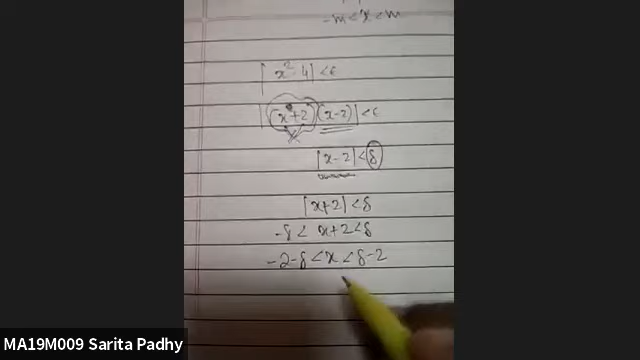 -m < x < m
|x² - 4| < ε
|(x+2)(x-2)| < ε
|x-2| < δ
|x+2| < δ
-δ < x+2 < δ
-2-δ < x < δ-2
MA19M009 Sarita Padhy